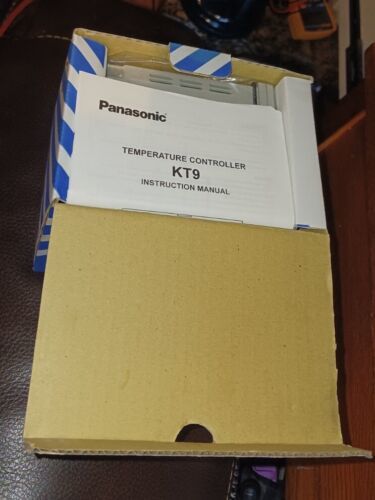 Panasonic
TEMPERATURE CONTROLLER
KT9
INSTRUCTION MANUAL